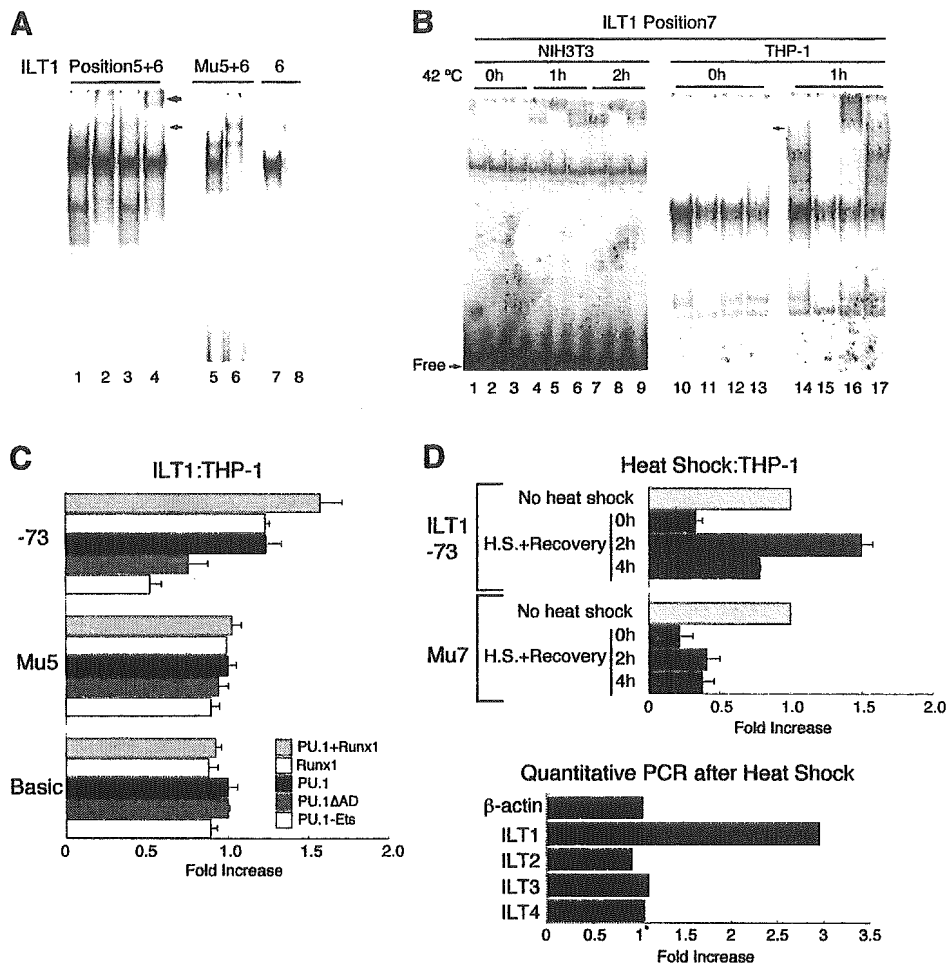 A
ILT1 Position5+6 Mu5+6 6
1 2 3 4 5 6 7 8
B
ILT1 Position7
NIH3T3 THP-1
42 ºC 0h 1h 2h 0h 1h
Free
1 2 3 4 5 6 7 8 9 10 11 12 13 14 15 16 17
C
ILT1:THP-1
-73
Mu5
Basic
PU.1+Runx1
Runx1
PU.1
PU.1ΔAD
PU.1-Ets
0 0.5 1.0 1.5 2.0
Fold Increase
D
Heat Shock:THP-1
ILT1
-73
No heat shock
H.S.+Recovery
0h
2h
4h
Mu7
No heat shock
H.S.+Recovery
0h
2h
4h
0 0.5 1 1.5 2.0
Fold Increase
Quantitative PCR after Heat Shock
β-actin
ILT1
ILT2
ILT3
ILT4
0 0.5 1 1.5 2 2.5 3 3.5
Fold Increase